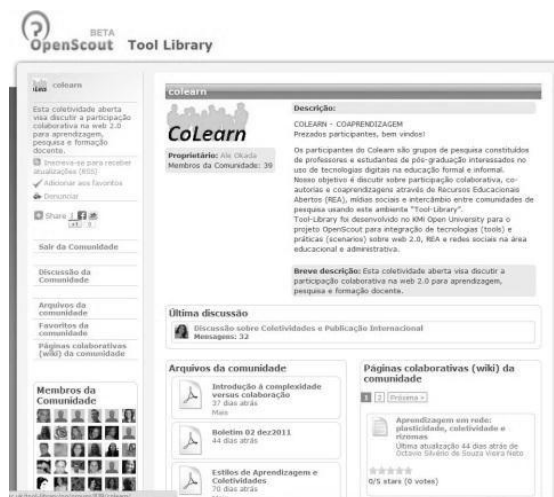 BETA
OpenScout Tool Library
colearn
Esta coletividade aberta
visa discutir a participação
colaborativa na web 2.0
para aprendizagem,
pesquisa e formação
docente.
Inscreva-se para receber
atualizações (RSS)
Adicionar aos favoritos
Denunciar
Share
Sair da Comunidade
Discussão da
Comunidade
Arquivos da
comunidade
Favoritos da
comunidade
Páginas colaborativas
(wiki) da comunidade
Membros da
Comunidade
colearn
CoLearn
Proprietário: Ale Okada
Membros da Comunidade: 39
Descrição:
COLEARN - COAPRENDIZAGEM
Prezados participantes, bem vindos!
Os participantes do Colearn são grupos de pesquisa constituídos
de professores e estudantes de pós-graduação interessados no
uso de tecnologias digitais na educação formal e informal.
Nosso objetivo é discutir sobre participação colaborativa, co-
autorias e coaprendizagens através de Recursos Educacionais
Abertos (REA), mídias sociais e intercâmbio entre comunidades de
pesquisa usando este ambiente "Tool-Library".
Tool-Library foi desenvolvido no KMi Open University para o
projeto OpenScout para integração de tecnologias (tools) e
práticas (scenarios) sobre web 2.0, REA e redes sociais na área
educacional e administrativa.
Breve descrição: Esta coletividade aberta visa discutir a
participação colaborativa na web 2.0 para aprendizagem,
pesquisa e formação docente.
Última discussão
Discussão sobre Coletividades e Publicação Internacional
Mensagens: 32
Arquivos da comunidade
Introdução à complexidade
versus colaboração
37 dias atrás
Mais
Boletim 02 dez2011
44 dias atrás
Estilos de Aprendizagem e
Coletividades
70 dias atrás
Páginas colaborativas (wiki) da
comunidade
1 2 Próxima »
Aprendizagem em rede:
plasticidade, coletividade e
rizomas
Última atualização 44 dias atrás de
Octavio Silvério de Souza Vieira Neto
0/5 stars (0 votes)